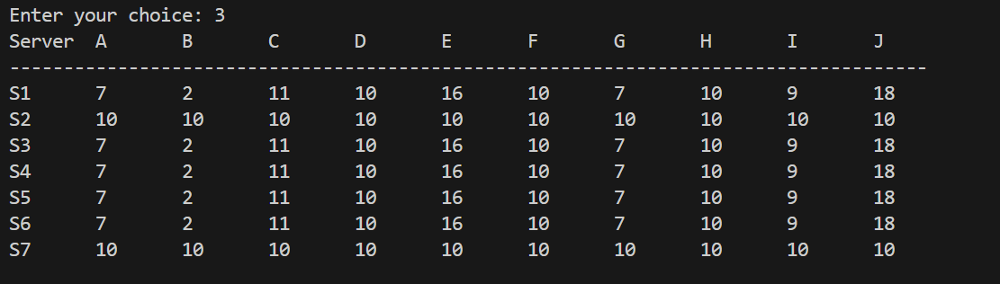 Enter your choice: 3
Server A B C D E F G H I J
-------------------------------------------------------------------------------------
S1 7 2 11 10 16 10 7 10 9 18
S2 10 10 10 10 10 10 10 10 10 10
S3 7 2 11 10 16 10 7 10 9 18
S4 7 2 11 10 16 10 7 10 9 18
S5 7 2 11 10 16 10 7 10 9 18
S6 7 2 11 10 16 10 7 10 9 18
S7 10 10 10 10 10 10 10 10 10 10